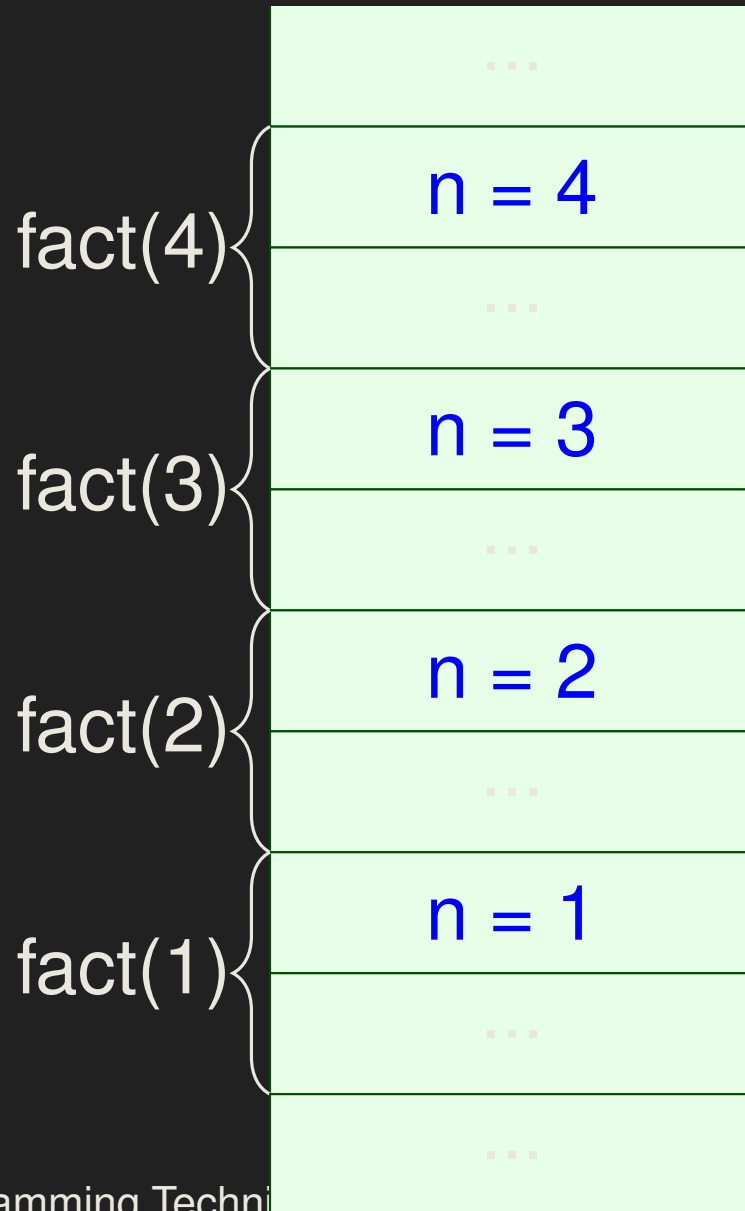 ...
n = 4
fact(4)
...
n = 3
fact(3)
...
n = 2
fact(2)
...
n = 1
fact(1)
...
...